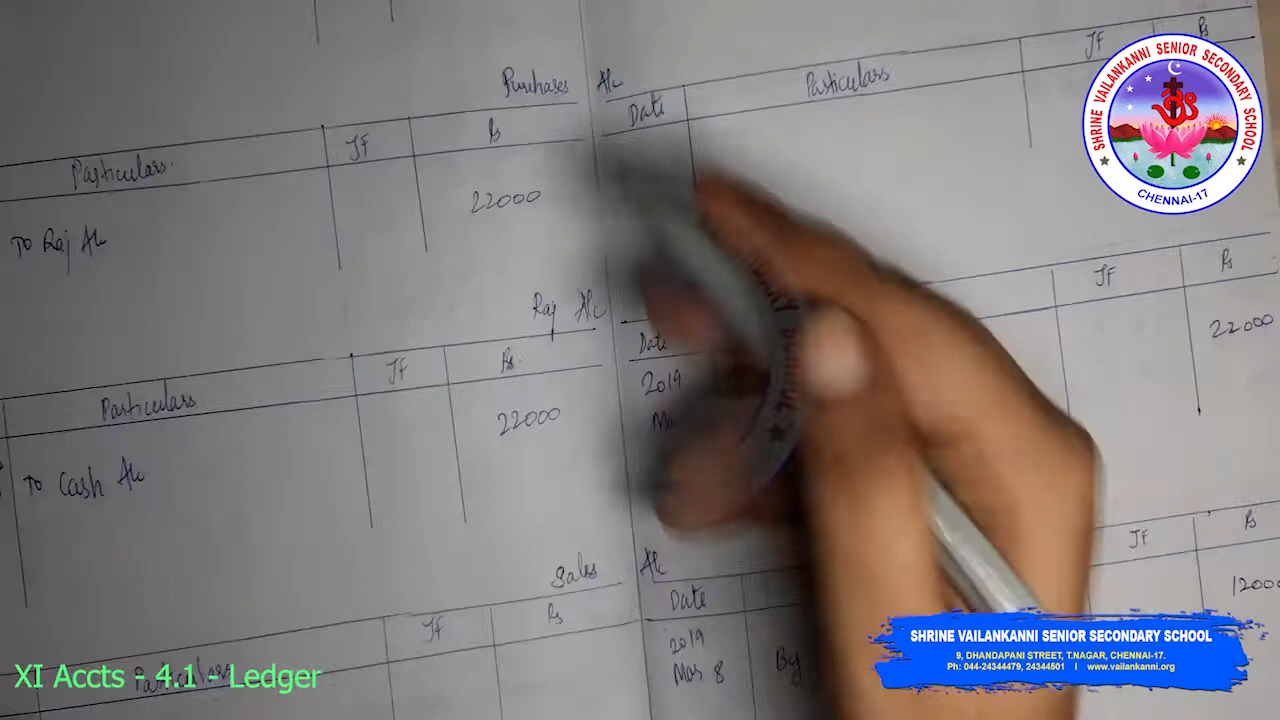 Purchases A/c
Particulars. JF Rs Date Particulars JF Rs
To Raj A/c 22000
Raj A/c
Particulars JF Rs. Date JF Rs
To Cash A/c 22000 2019 22000
Sales A/c
Particulars JF Rs Date JF Rs
2019 12000
Mar 8 By
SHRINE VAILANKANNI SENIOR SECONDARY SCHOOL
CHENNAI-17
XI Accts - 4.1 - Ledger
SHRINE VAILANKANNI SENIOR SECONDARY SCHOOL
9, DHANDAPANI STREET, T.NAGAR, CHENNAI-17.
Ph: 044-24344479, 24344501 I www.vailankanni.org